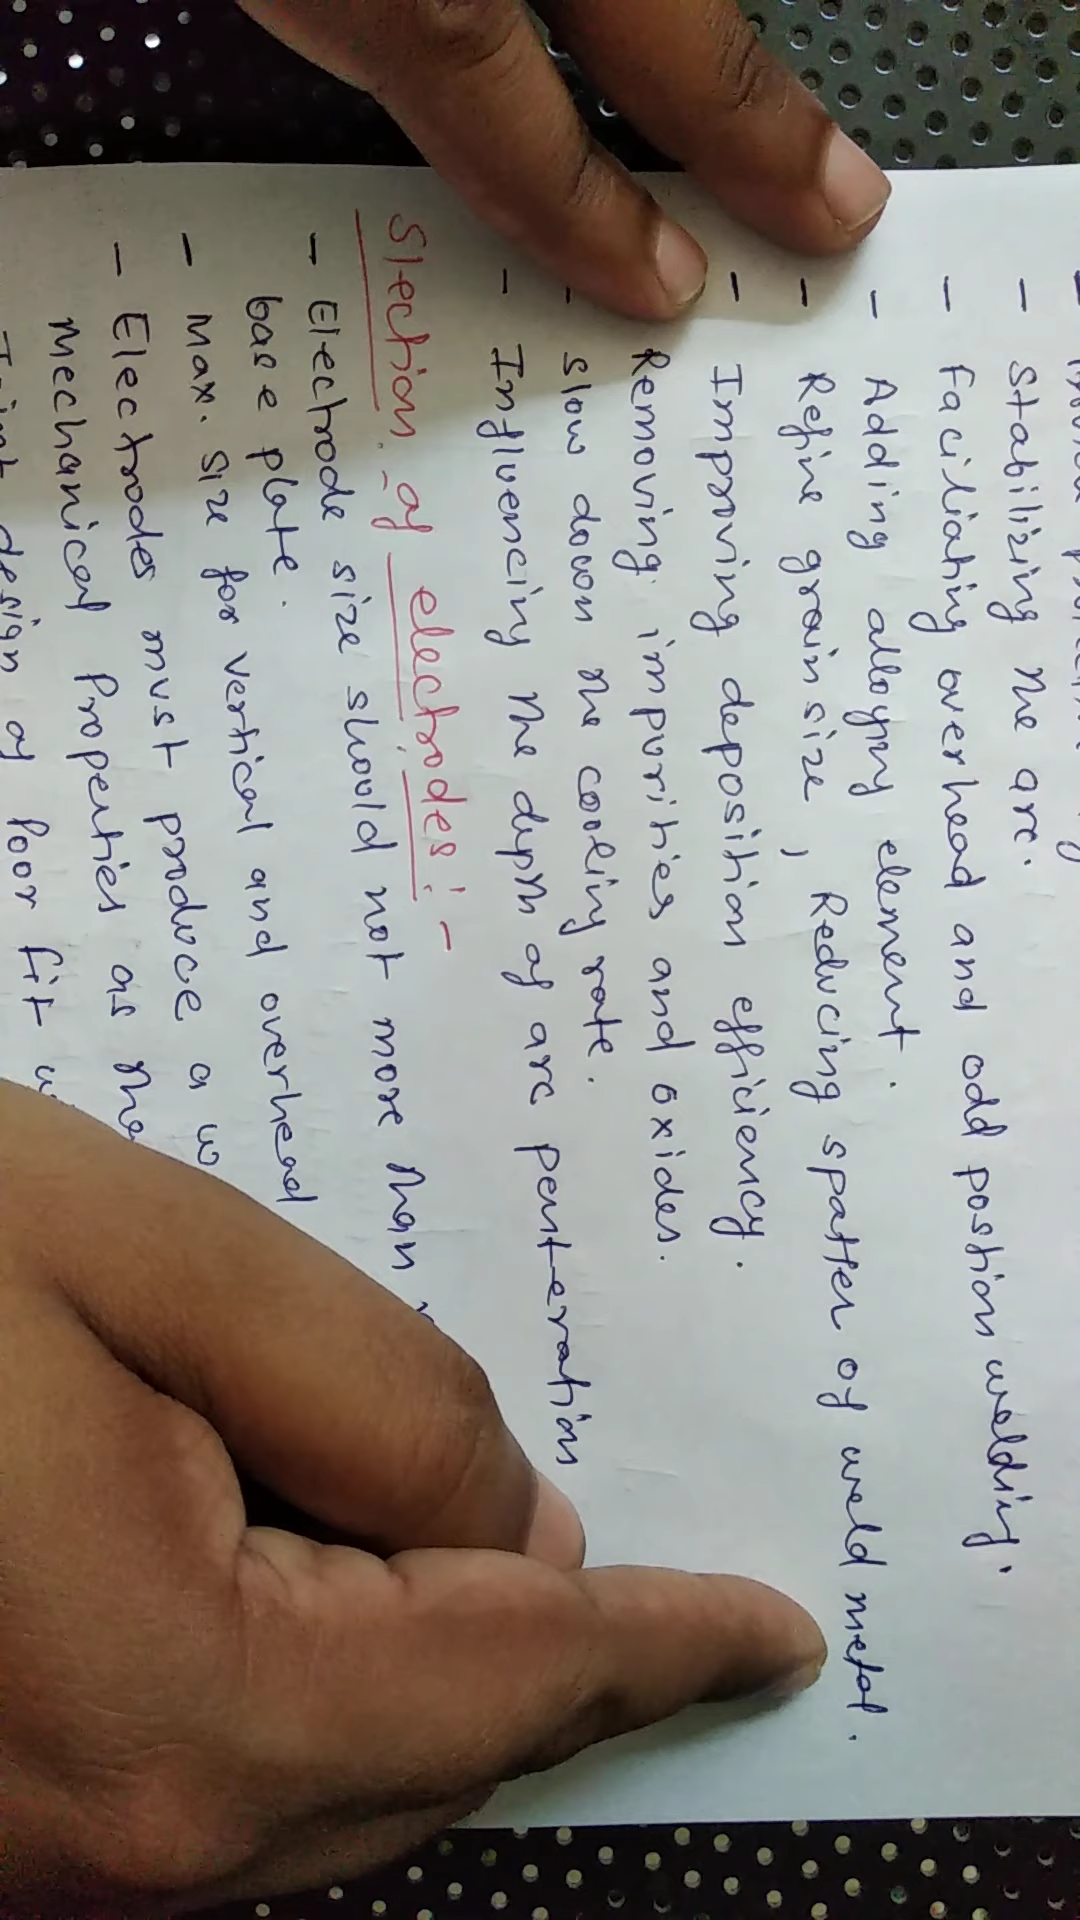 - Stabilizing the arc.
- Faciliating overhead and odd position welding.
- Adding alloying element.
- Refine grain size, Reducing spatter of weld metal.
- Improving deposition efficiency.
Removing impurities and oxides.
- Slow down the cooling rate.
- Influencing the depth of arc penteration
Slection of electrodes:-
- Electrode size should not more than
base plate.
- Max. size for vertical and overhead
- Electrodes must produce a w
Mechanical Properties as the
design of Poor fit